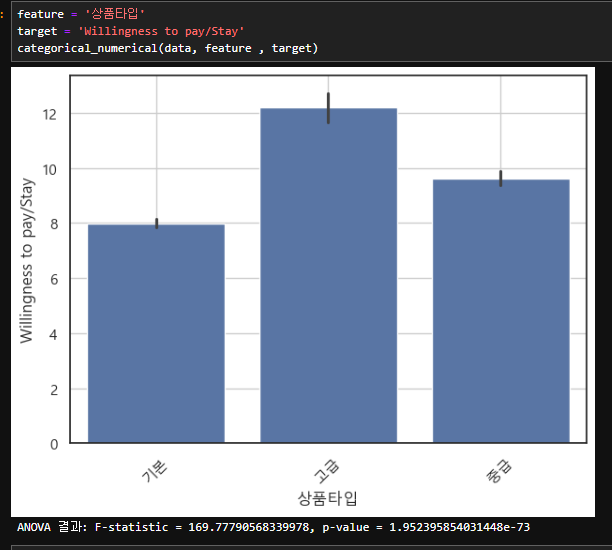 feature = '상품타입'
target = 'Willingness to pay/Stay'
categorical_numerical(data, feature , target)
12
10
8
6
4
2
0
Willingness to pay/Stay
기본
고급
중급
상품타입
ANOVA 결과: F-statistic = 169.77790568339978, p-value = 1.952395854031448e-73